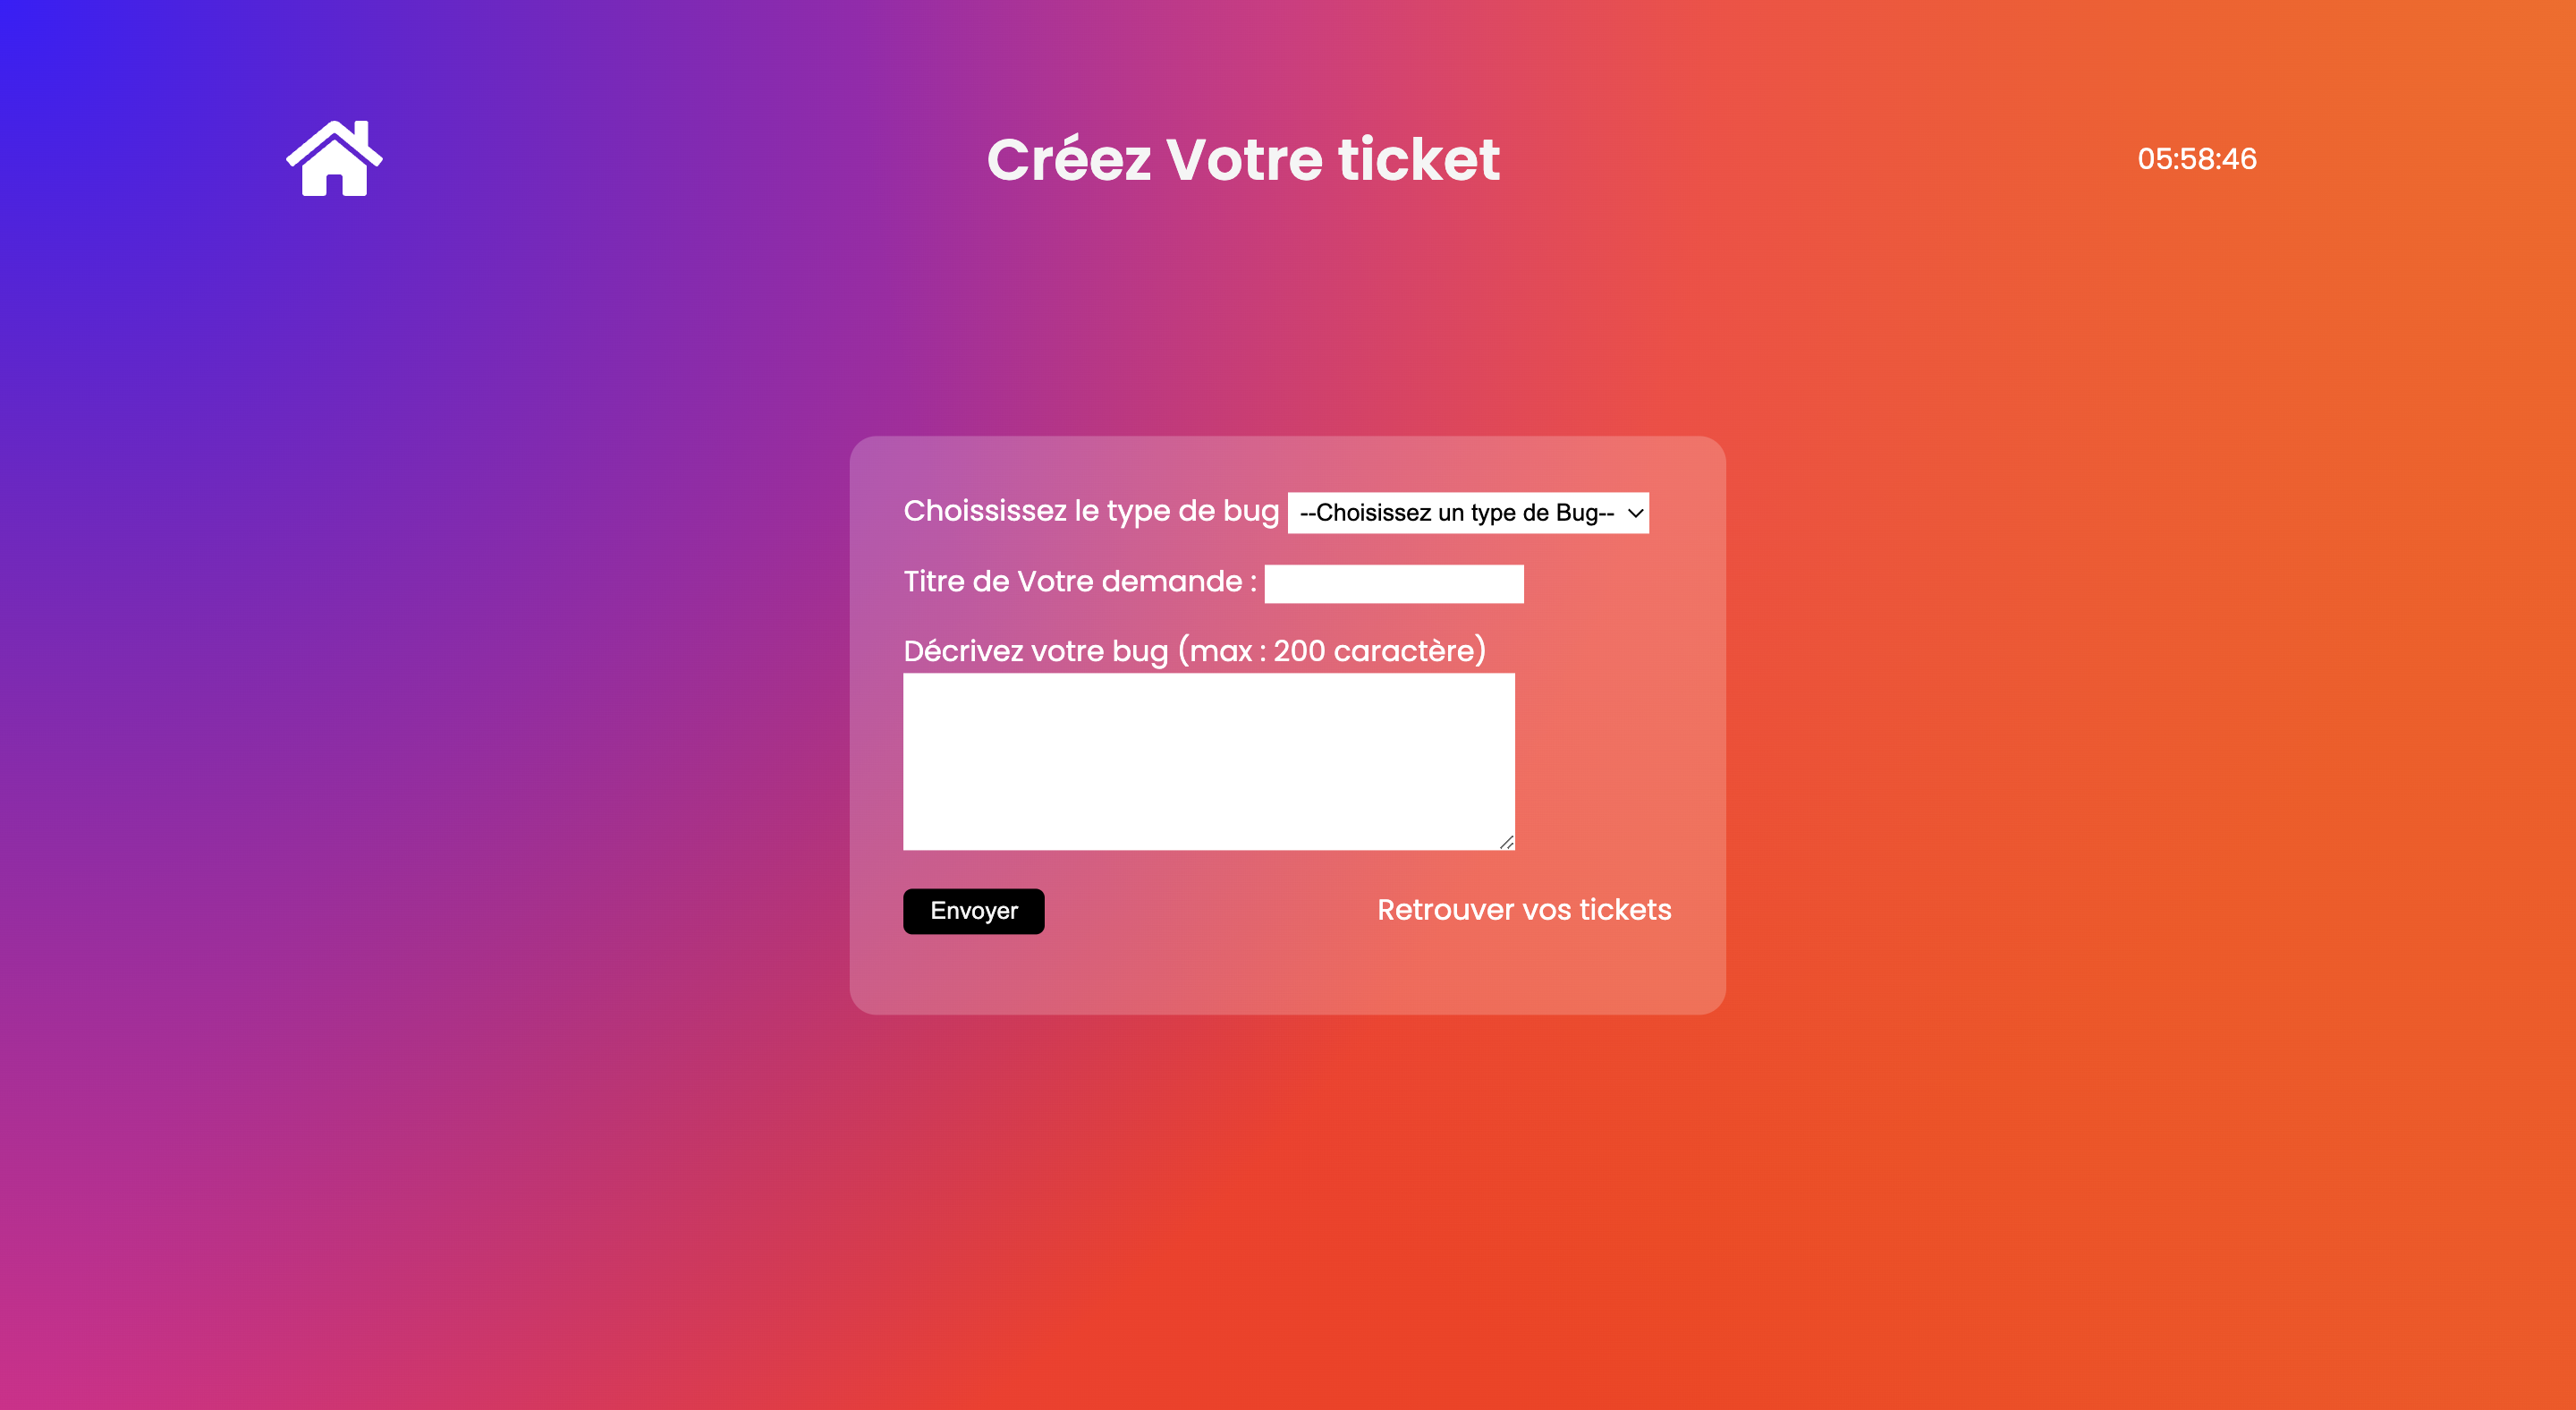 Créez Votre ticket
05:58:46
Choississez le type de bug --Choisissez un type de Bug--
Titre de Votre demande :
Décrivez votre bug (max : 200 caractère)
Envoyer
Retrouver vos tickets